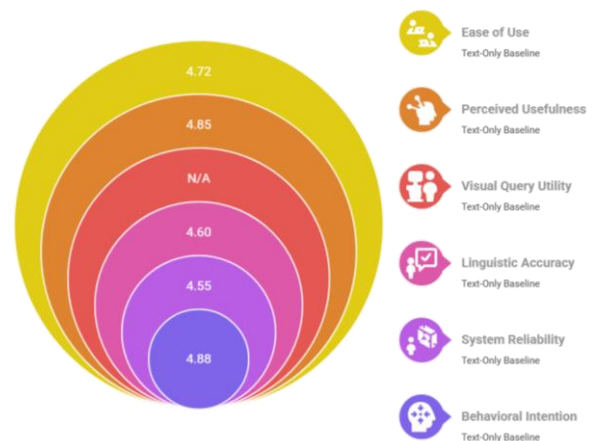 4.72
4.85
N/A
4.60
4.55
4.88
Ease of Use
Text-Only Baseline
Perceived Usefulness
Text-Only Baseline
Visual Query Utility
Text-Only Baseline
Linguistic Accuracy
Text-Only Baseline
System Reliability
Text-Only Baseline
Behavioral Intention
Text-Only Baseline